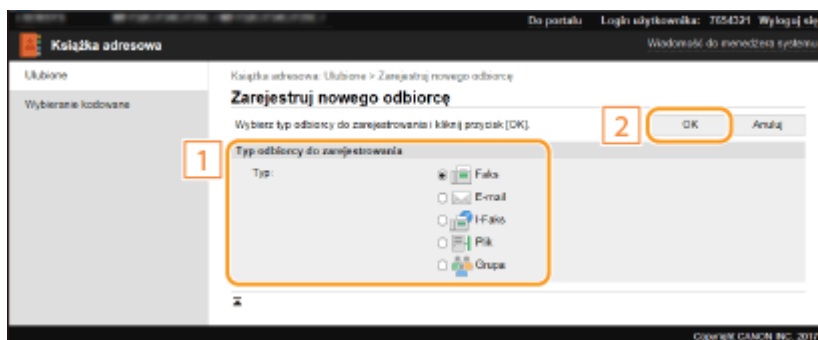 Do portalu Login użytkownika: 7654321 Wyloguj się
Książka adresowa
Wiadomość do menedżera systemu
Ulubione
Wybieranie kodowane
Książka adresowa: Ulubione > Zarejestruj nowego odbiorcę
Zarejestruj nowego odbiorcę
Wybierz typ odbiorcy do zarejestrowania i kliknij przycisk [OK].
2
OK
Anuluj
1
Typ odbiorcy do zarejestrowania
Typ:
Faks
E-mail
I-Faks
Plik
Grupa
Copyright CANON INC. 2017